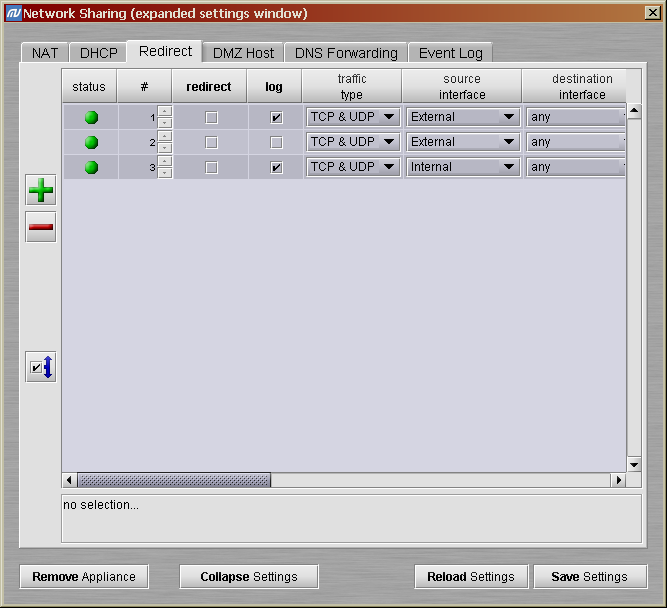 Network Sharing (expanded settings window)
NAT DHCP Redirect DMZ Host DNS Forwarding Event Log
status # redirect log traffic type source interface destination interface
1 TCP & UDP External any
2 TCP & UDP External any
3 TCP & UDP Internal any
no selection...
Remove Appliance Collapse Settings Reload Settings Save Settings